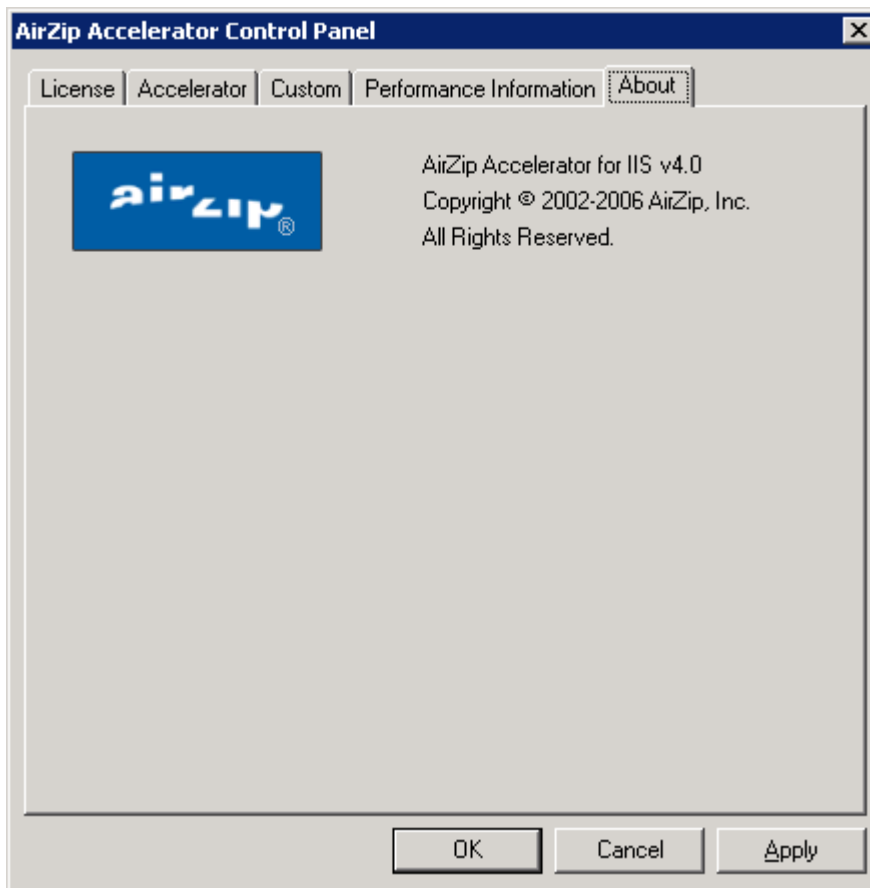 AirZip Accelerator Control Panel
License Accelerator Custom Performance Information About
airzip®
AirZip Accelerator for IIS v4.0
Copyright © 2002-2006 AirZip, Inc.
All Rights Reserved.
OK Cancel Apply